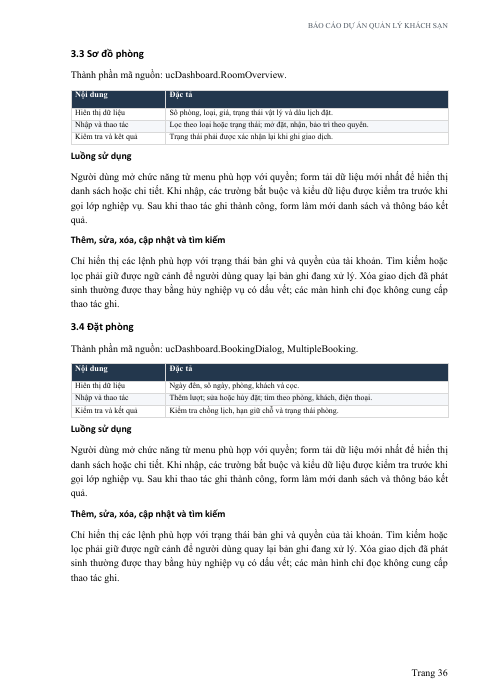 BÁO CÁO DỰ ÁN QUẢN LÝ KHÁCH SẠN
3.3 Sơ đồ phòng
Thành phần mã nguồn: ucDashboard.RoomOverview.
Nội dung Đặc tả
Hiển thị dữ liệu Số phòng, loại, giá, trạng thái vật lý và dấu lịch đặt.
Nhập và thao tác Lọc theo loại hoặc trạng thái; mở đặt, nhận, bảo trì theo quyền.
Kiểm tra và kết quả Trạng thái phải được xác nhận lại khi ghi giao dịch.
Luồng sử dụng
Người dùng mở chức năng từ menu phù hợp với quyền; form tải dữ liệu mới nhất để hiển thị
danh sách hoặc chi tiết. Khi nhập, các trường bắt buộc và kiểu dữ liệu được kiểm tra trước khi
gọi lớp nghiệp vụ. Sau khi thao tác ghi thành công, form làm mới danh sách và thông báo kết
quả.
Thêm, sửa, xóa, cập nhật và tìm kiếm
Chỉ hiển thị các lệnh phù hợp với trạng thái bản ghi và quyền của tài khoản. Tìm kiếm hoặc
lọc phải giữ được ngữ cảnh để người dùng quay lại bản ghi đang xử lý. Xóa giao dịch đã phát
sinh thường được thay bằng hủy nghiệp vụ có dấu vết; các màn hình chỉ đọc không cung cấp
thao tác ghi.
3.4 Đặt phòng
Thành phần mã nguồn: ucDashboard.BookingDialog, MultipleBooking.
Nội dung Đặc tả
Hiển thị dữ liệu Ngày đến, số ngày, phòng, khách và cọc.
Nhập và thao tác Thêm lượt; sửa hoặc hủy đặt; tìm theo phòng, khách, điện thoại.
Kiểm tra và kết quả Kiểm tra chồng lịch, hạn giữ chỗ và trạng thái phòng.
Luồng sử dụng
Người dùng mở chức năng từ menu phù hợp với quyền; form tải dữ liệu mới nhất để hiển thị
danh sách hoặc chi tiết. Khi nhập, các trường bắt buộc và kiểu dữ liệu được kiểm tra trước khi
gọi lớp nghiệp vụ. Sau khi thao tác ghi thành công, form làm mới danh sách và thông báo kết
quả.
Thêm, sửa, xóa, cập nhật và tìm kiếm
Chỉ hiển thị các lệnh phù hợp với trạng thái bản ghi và quyền của tài khoản. Tìm kiếm hoặc
lọc phải giữ được ngữ cảnh để người dùng quay lại bản ghi đang xử lý. Xóa giao dịch đã phát
sinh thường được thay bằng hủy nghiệp vụ có dấu vết; các màn hình chỉ đọc không cung cấp
thao tác ghi.
Trang 36